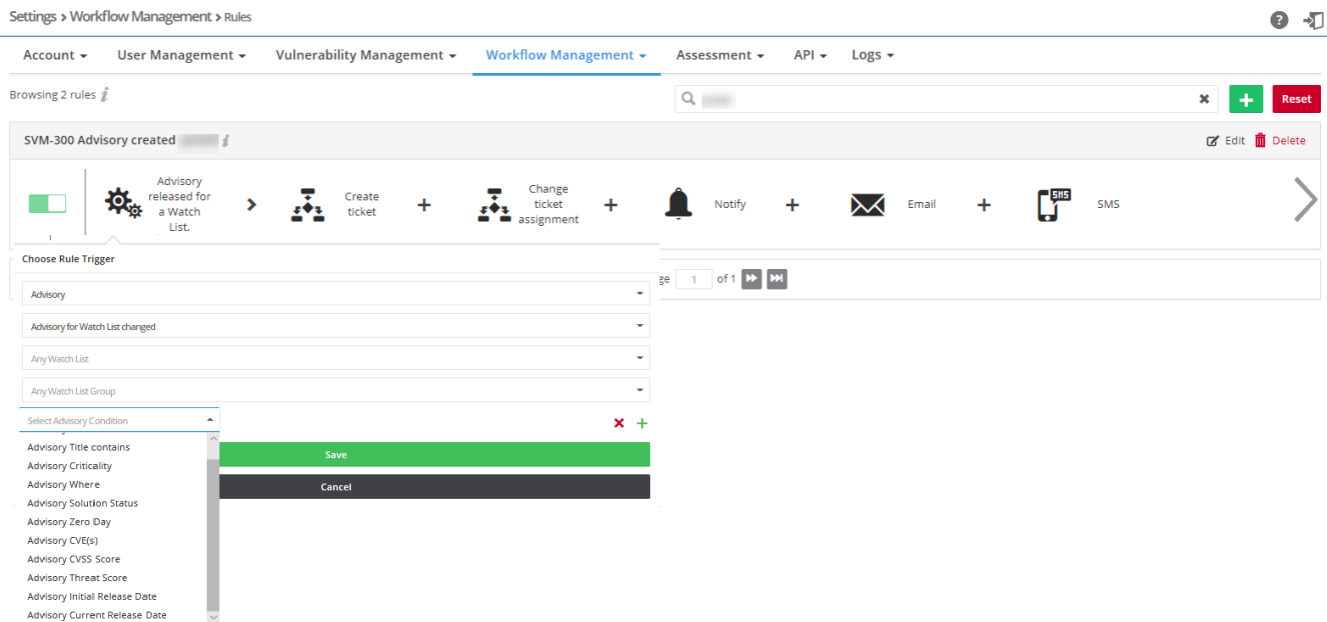 Settings > Workflow Management > Rules
?
Account
User Management
Vulnerability Management
Workflow Management
Assessment
API
Logs
Browsing 2 rules i
+
Reset
SVM-300 Advisory created
i
Edit
Delete
Advisory
released for
a Watch
List.
>
Create
ticket
+
Change
ticket
assignment
+
Notify
+
Email
+
SMS
SMS
Choose Rule Trigger
Advisory
Advisory for Watch List changed
Any Watch List
Any Watch List Group
Select Advisory Condition
Advisory Title contains
Advisory Criticality
Advisory Where
Advisory Solution Status
Advisory Zero Day
Advisory CVE(s)
Advisory CVSS Score
Advisory Threat Score
Advisory Initial Release Date
Advisory Current Release Date
Save
Cancel
1 of 1